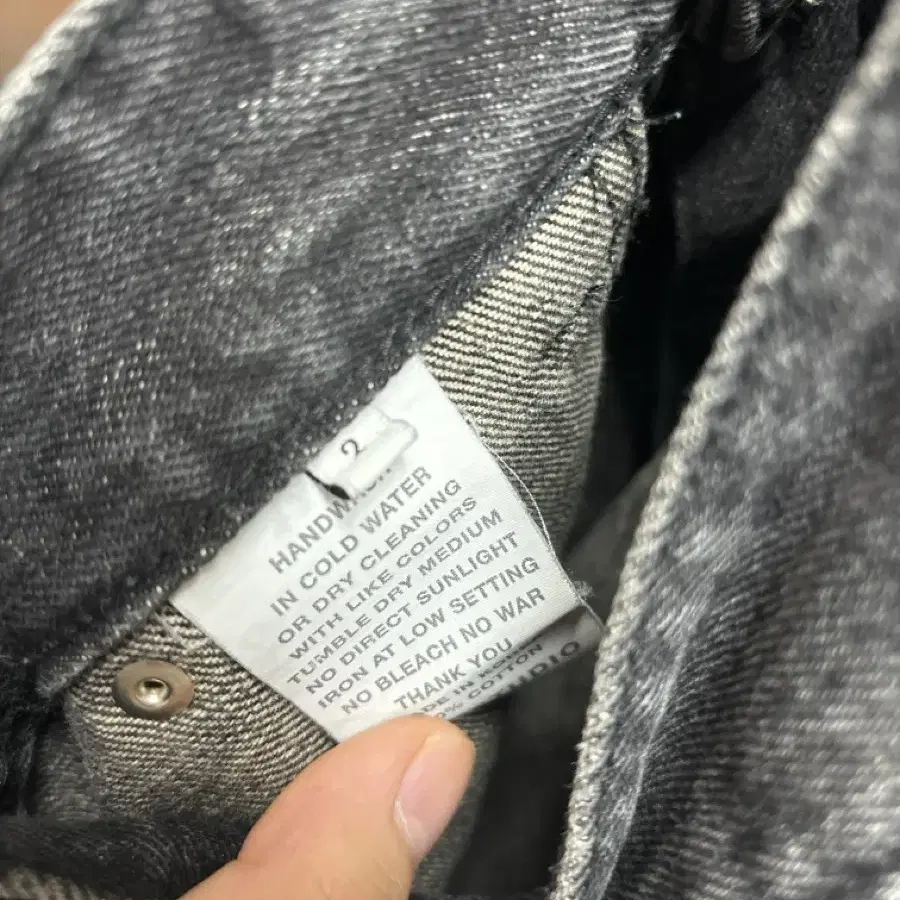 2
IN COLD WATER
OR DRY CLEANING
WITH LIKE COLORS
TUMBLE DRY MEDIUM
NO DIRECT SUNLIGHT
IRON AT LOW SETTING
NO BLEACH NO WAR
THANK YOU
COTTON